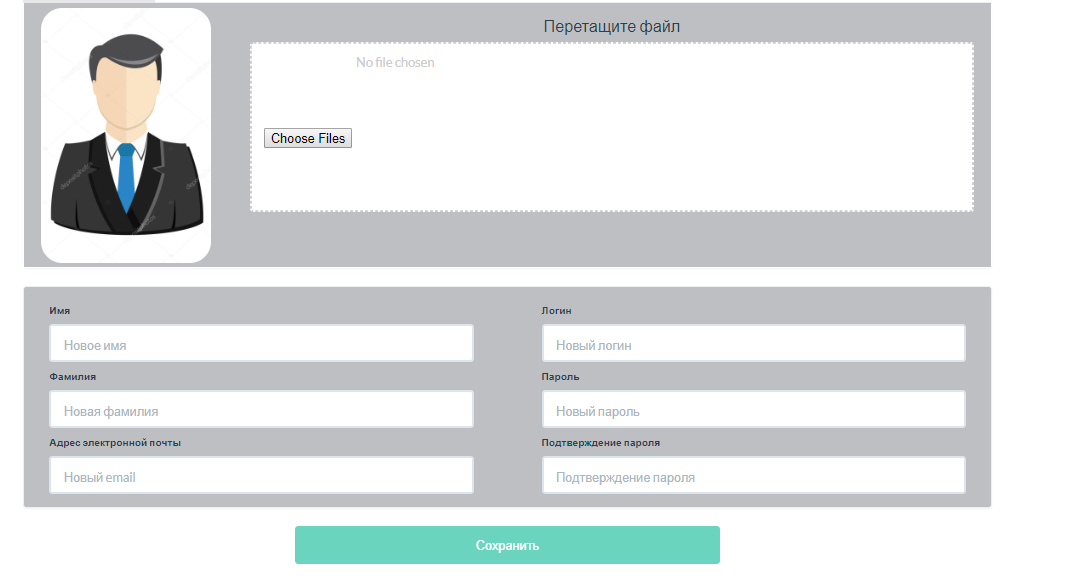 Перетащите файл
No file chosen
Choose Files
Имя
Новое имя
Фамилия
Новая фамилия
Адрес электронной почты
Новый email
Логин
Новый логин
Пароль
Новый пароль
Подтверждение пароля
Подтверждение пароля
Сохранить